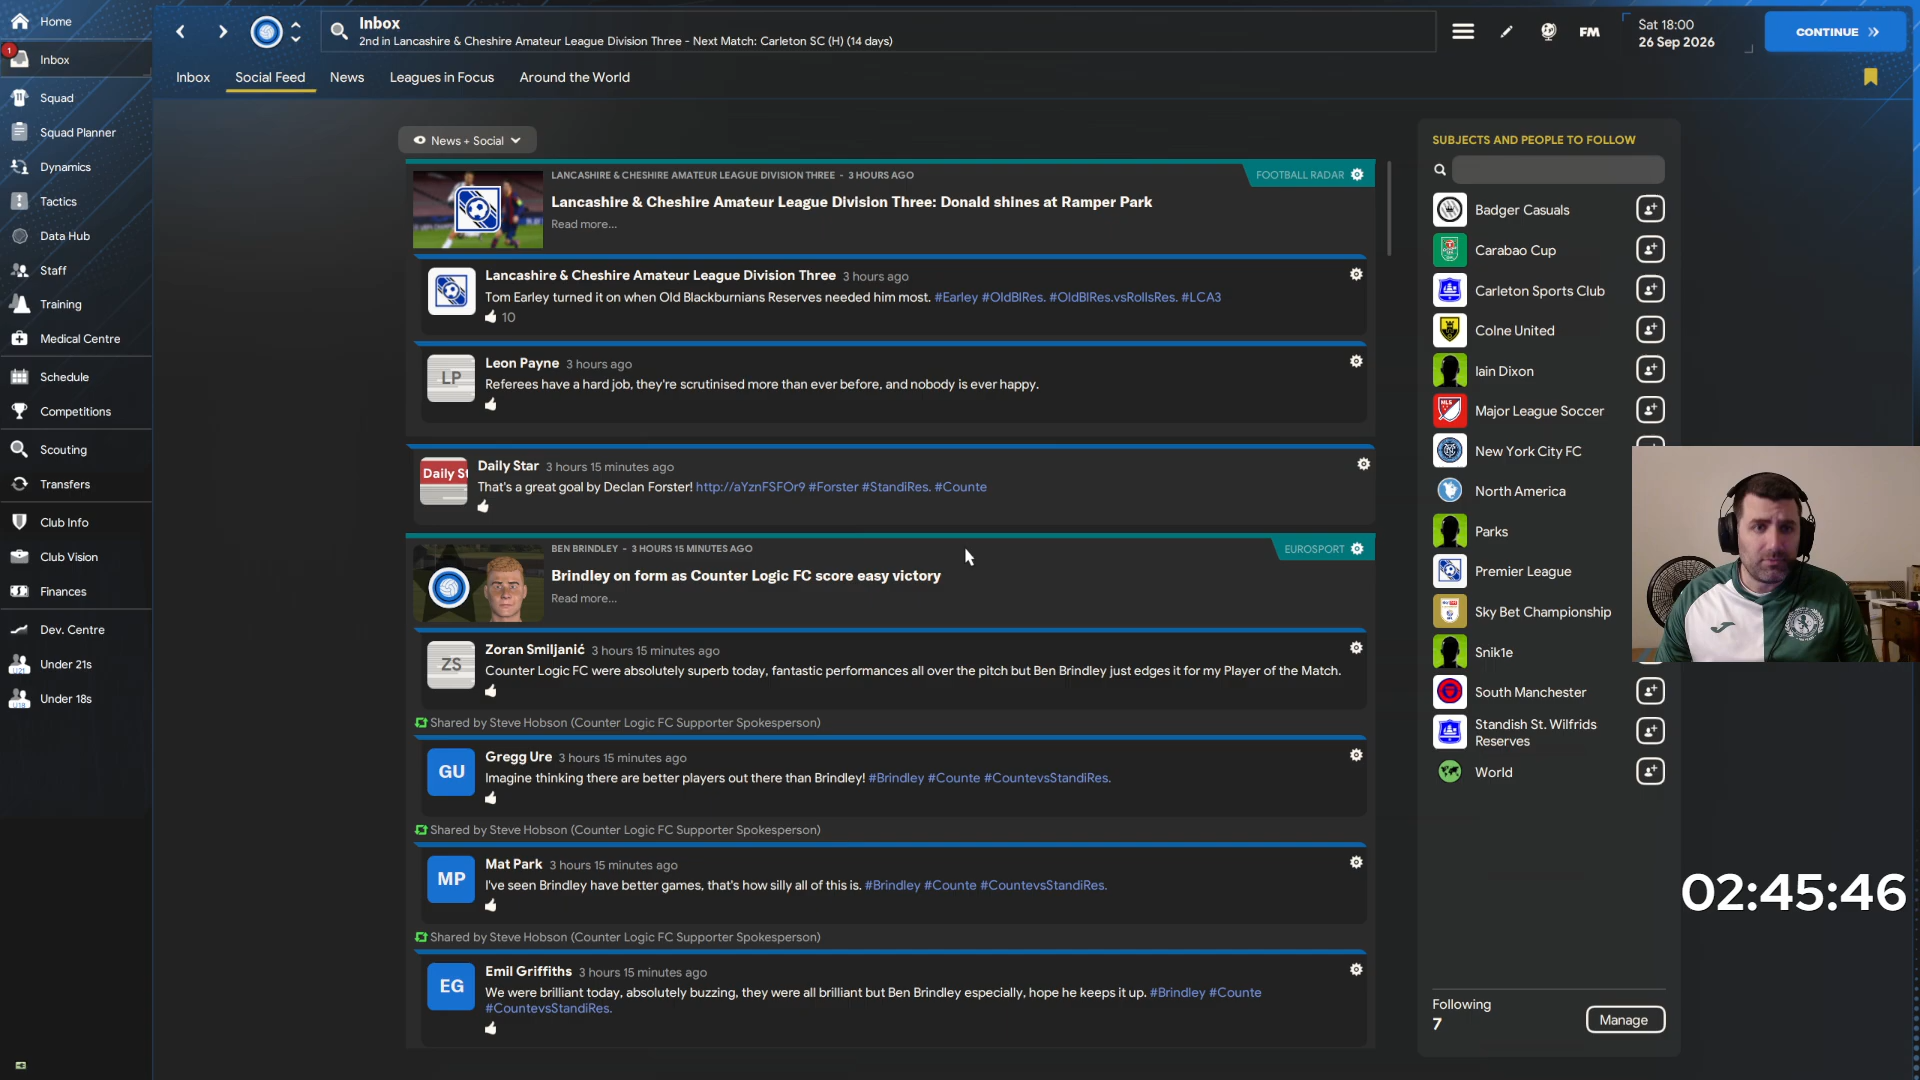 Home
1
Inbox
Squad
Squad Planner
Dynamics
Tactics
Data Hub
Staff
Training
Medical Centre
Schedule
Competitions
Scouting
Transfers
Club Info
Club Vision
Finances
Dev. Centre
Under 21s
Under 18s
Inbox
2nd in Lancashire & Cheshire Amateur League Division Three - Next Match: Carleton SC (H) (14 days)
FM
Sat 18:00
26 Sep 2026
CONTINUE
Inbox
Social Feed
News
Leagues in Focus
Around the World
News + Social
LANCASHIRE & CHESHIRE AMATEUR LEAGUE DIVISION THREE - 3 HOURS AGO
FOOTBALL RADAR
Lancashire & Cheshire Amateur League Division Three: Donald shines at Ramper Park
Read more...
Lancashire & Cheshire Amateur League Division Three 3 hours ago
Tom Earley turned it on when Old Blackburnians Reserves needed him most. #Earley #OldBlRes. #OldBlRes.vsRollsRes. #LCA3
10
LP
Leon Payne 3 hours ago
Referees have a hard job, they're scrutinised more than ever before, and nobody is ever happy.
Daily St
Daily Star 3 hours 15 minutes ago
That's a great goal by Declan Forster! http://aYznFSFOr9 #Forster #StandiRes. #Counte
BEN BRINDLEY - 3 HOURS 15 MINUTES AGO
EUROSPORT
Brindley on form as Counter Logic FC score easy victory
Read more...
ZS
Zoran Smiljanić 3 hours 15 minutes ago
Counter Logic FC were absolutely superb today, fantastic performances all over the pitch but Ben Brindley just edges it for my Player of the Match.
Shared by Steve Hobson (Counter Logic FC Supporter Spokesperson)
GU
Gregg Ure 3 hours 15 minutes ago
Imagine thinking there are better players out there than Brindley! #Brindley #Counte #CountevsStandiRes.
Shared by Steve Hobson (Counter Logic FC Supporter Spokesperson)
MP
Mat Park 3 hours 15 minutes ago
I've seen Brindley have better games, that's how silly all of this is. #Brindley #Counte #CountevsStandiRes.
Shared by Steve Hobson (Counter Logic FC Supporter Spokesperson)
EG
Emil Griffiths 3 hours 15 minutes ago
We were brilliant today, absolutely buzzing, they were all brilliant but Ben Brindley especially, hope he keeps it up. #Brindley #Counte
#CountevsStandiRes.
SUBJECTS AND PEOPLE TO FOLLOW
Badger Casuals
Carabao Cup
Carleton Sports Club
Colne United
Iain Dixon
Major League Soccer
New York City FC
North America
Parks
Premier League
Sky Bet Championship
Snik1e
South Manchester
Standish St. Wilfrids
Reserves
World
Following
7
Manage
02:45:46